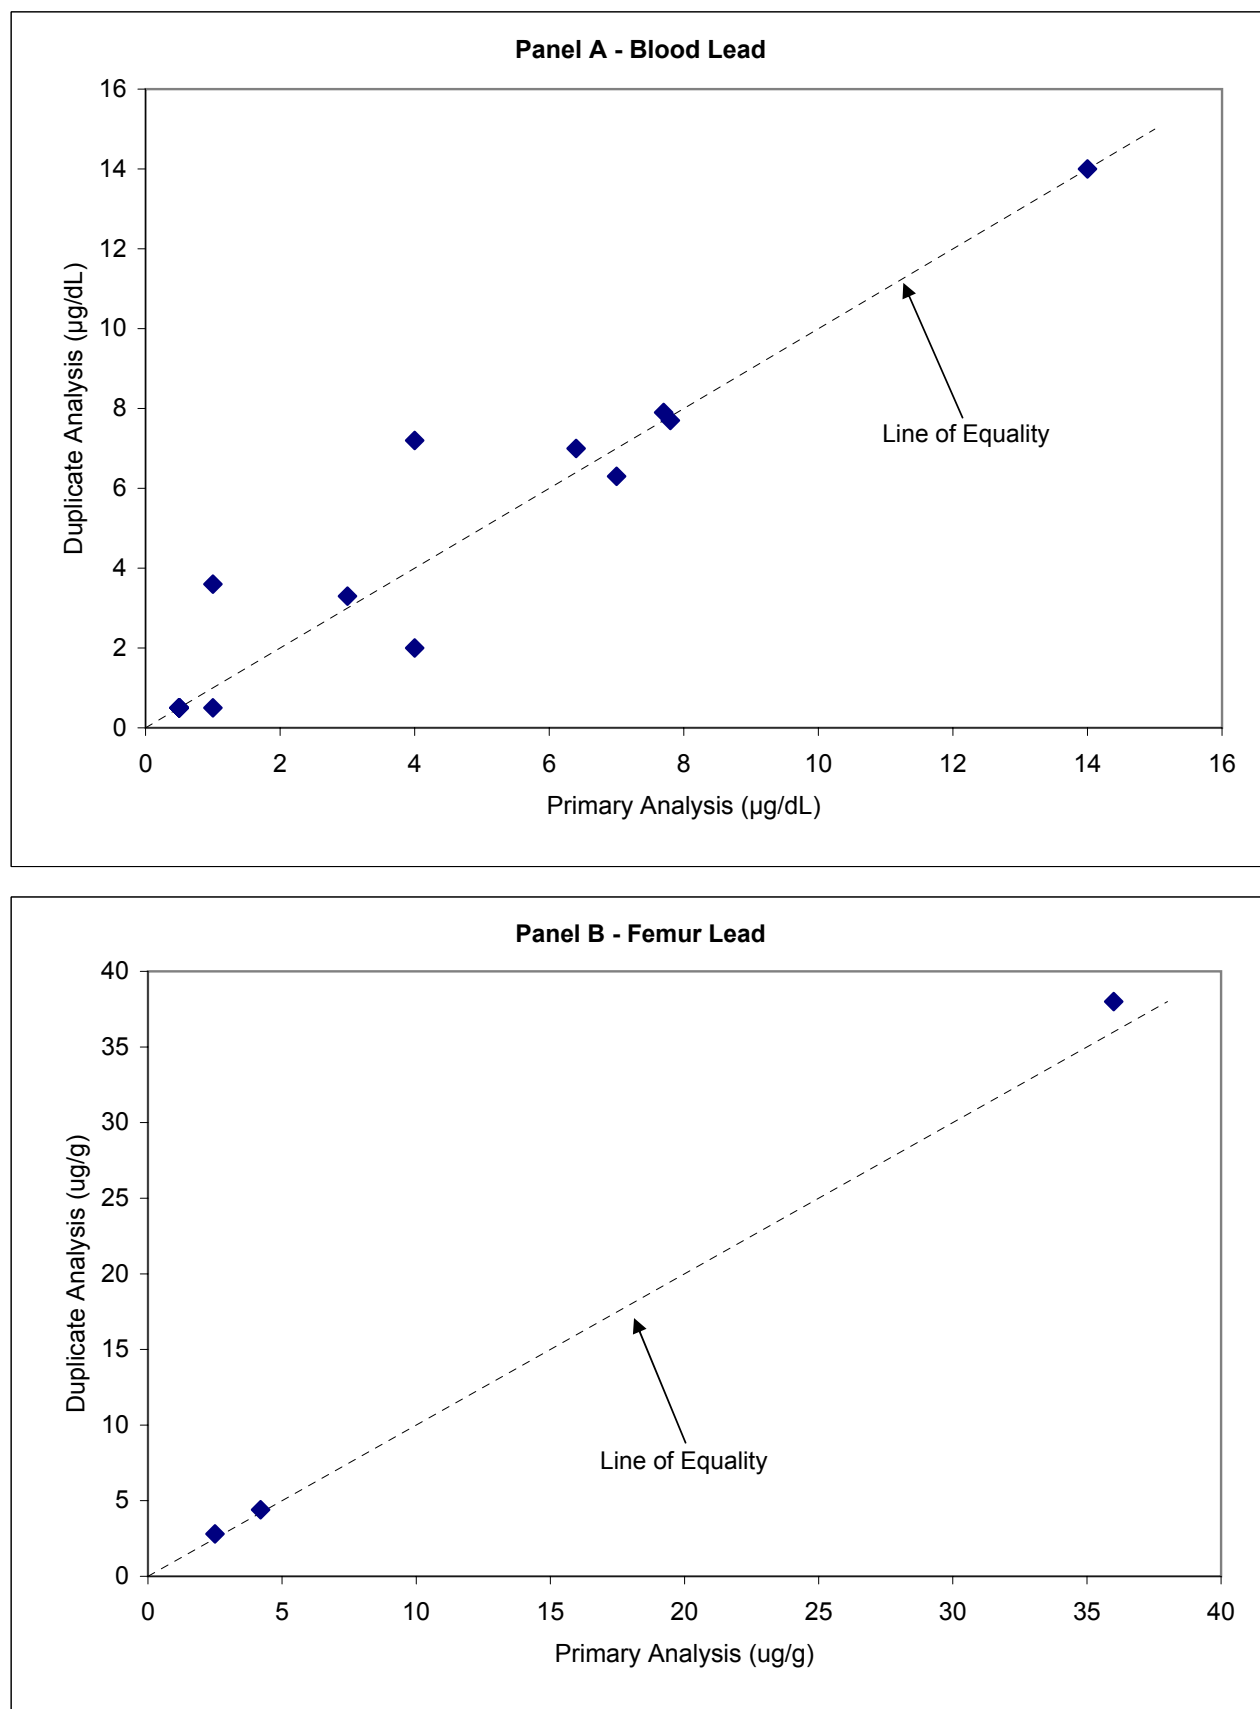 Panel A - Blood Lead
16
14
12
10
8
6
4
2
0
Duplicate Analysis (µg/dL)
Line of Equality
0 2 4 6 8 10 12 14 16
Primary Analysis (µg/dL)
Panel B - Femur Lead
40
35
30
25
20
15
10
5
0
Duplicate Analysis (ug/g)
Line of Equality
0 5 10 15 20 25 30 35 40
Primary Analysis (ug/g)